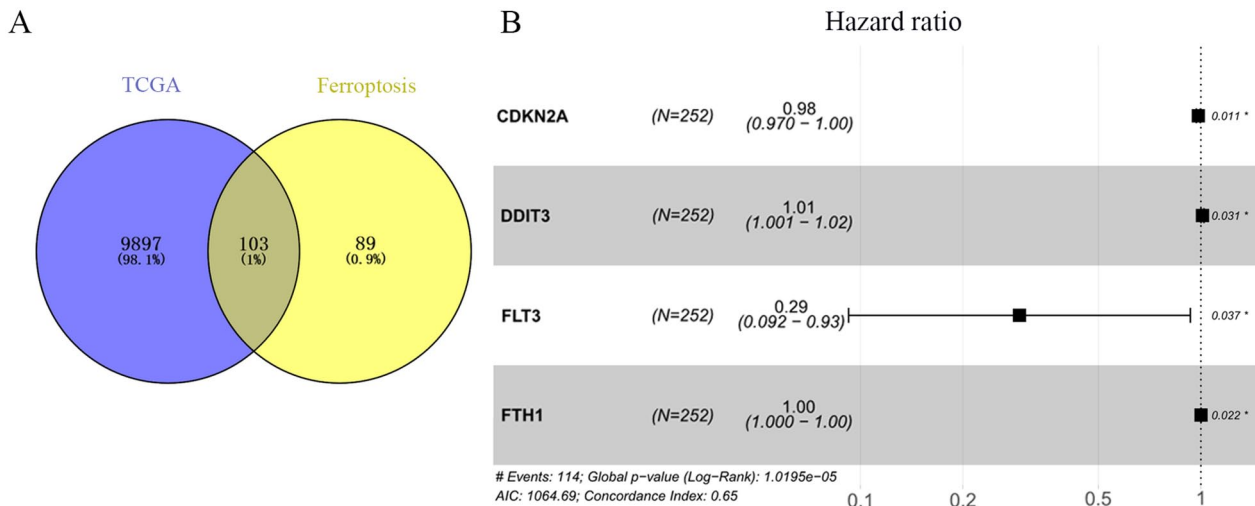 A
TCGA
Ferroptosis
9897
(98.1%)
103
(1%)
89
(0.9%)
B
Hazard ratio
CDKN2A (N=252) 0.98 0.011 *
(0.970 − 1.00)
DDIT3 (N=252) 1.01 0.031 *
(1.001 − 1.02)
FLT3 (N=252) 0.29 0.037 *
(0.092 − 0.93)
FTH1 (N=252) 1.00 0.022 *
(1.000 − 1.00)
# Events: 114; Global p−value (Log−Rank): 1.0195e−05
AIC: 1064.69; Concordance Index: 0.65
0.1 0.2 0.5 1